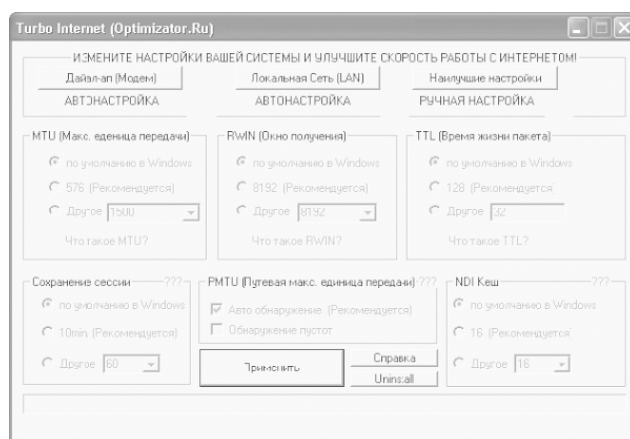 Turbo Internet (Optimizator.Ru)
ИЗМЕНИТЕ НАСТРОЙКИ ВАШЕЙ СИСТЕМЫ И УЛУЧШИТЕ СКОРОСТЬ РАБОТЫ С ИНТЕРНЕТОМ!
Дайал-ап (Модем) Локальная Сеть (LAN) Наилучшие настройки
АВТОНАСТРОЙКА АВТОНАСТРОЙКА РУЧНАЯ НАСТРОЙКА
MTU (Макс. еденица передачи) RWIN (Окно получения) TTL (Время жизни пакета)
по умолчанию в Windows по умолчанию в Windows по умолчанию в Windows
576 (Рекомендуется) 8192 (Рекомендуется) 128 (Рекомендуется)
Другое 1500 Другое 8192 Другое 32
Что такое MTU? Что такое RWIN? Что такое TTL?
Сохранение сессии ??? PMTU (Путевая макс. единица передачи) ??? NDI Кеш ???
по умолчанию в Windows Авто обнаружение (Рекомендуется) по умолчанию в Windows
10min (Рекомендуется) Обнаружение пустот 16 (Рекомендуется)
Другое 60 Применить Справка Другое 16
Uninstall